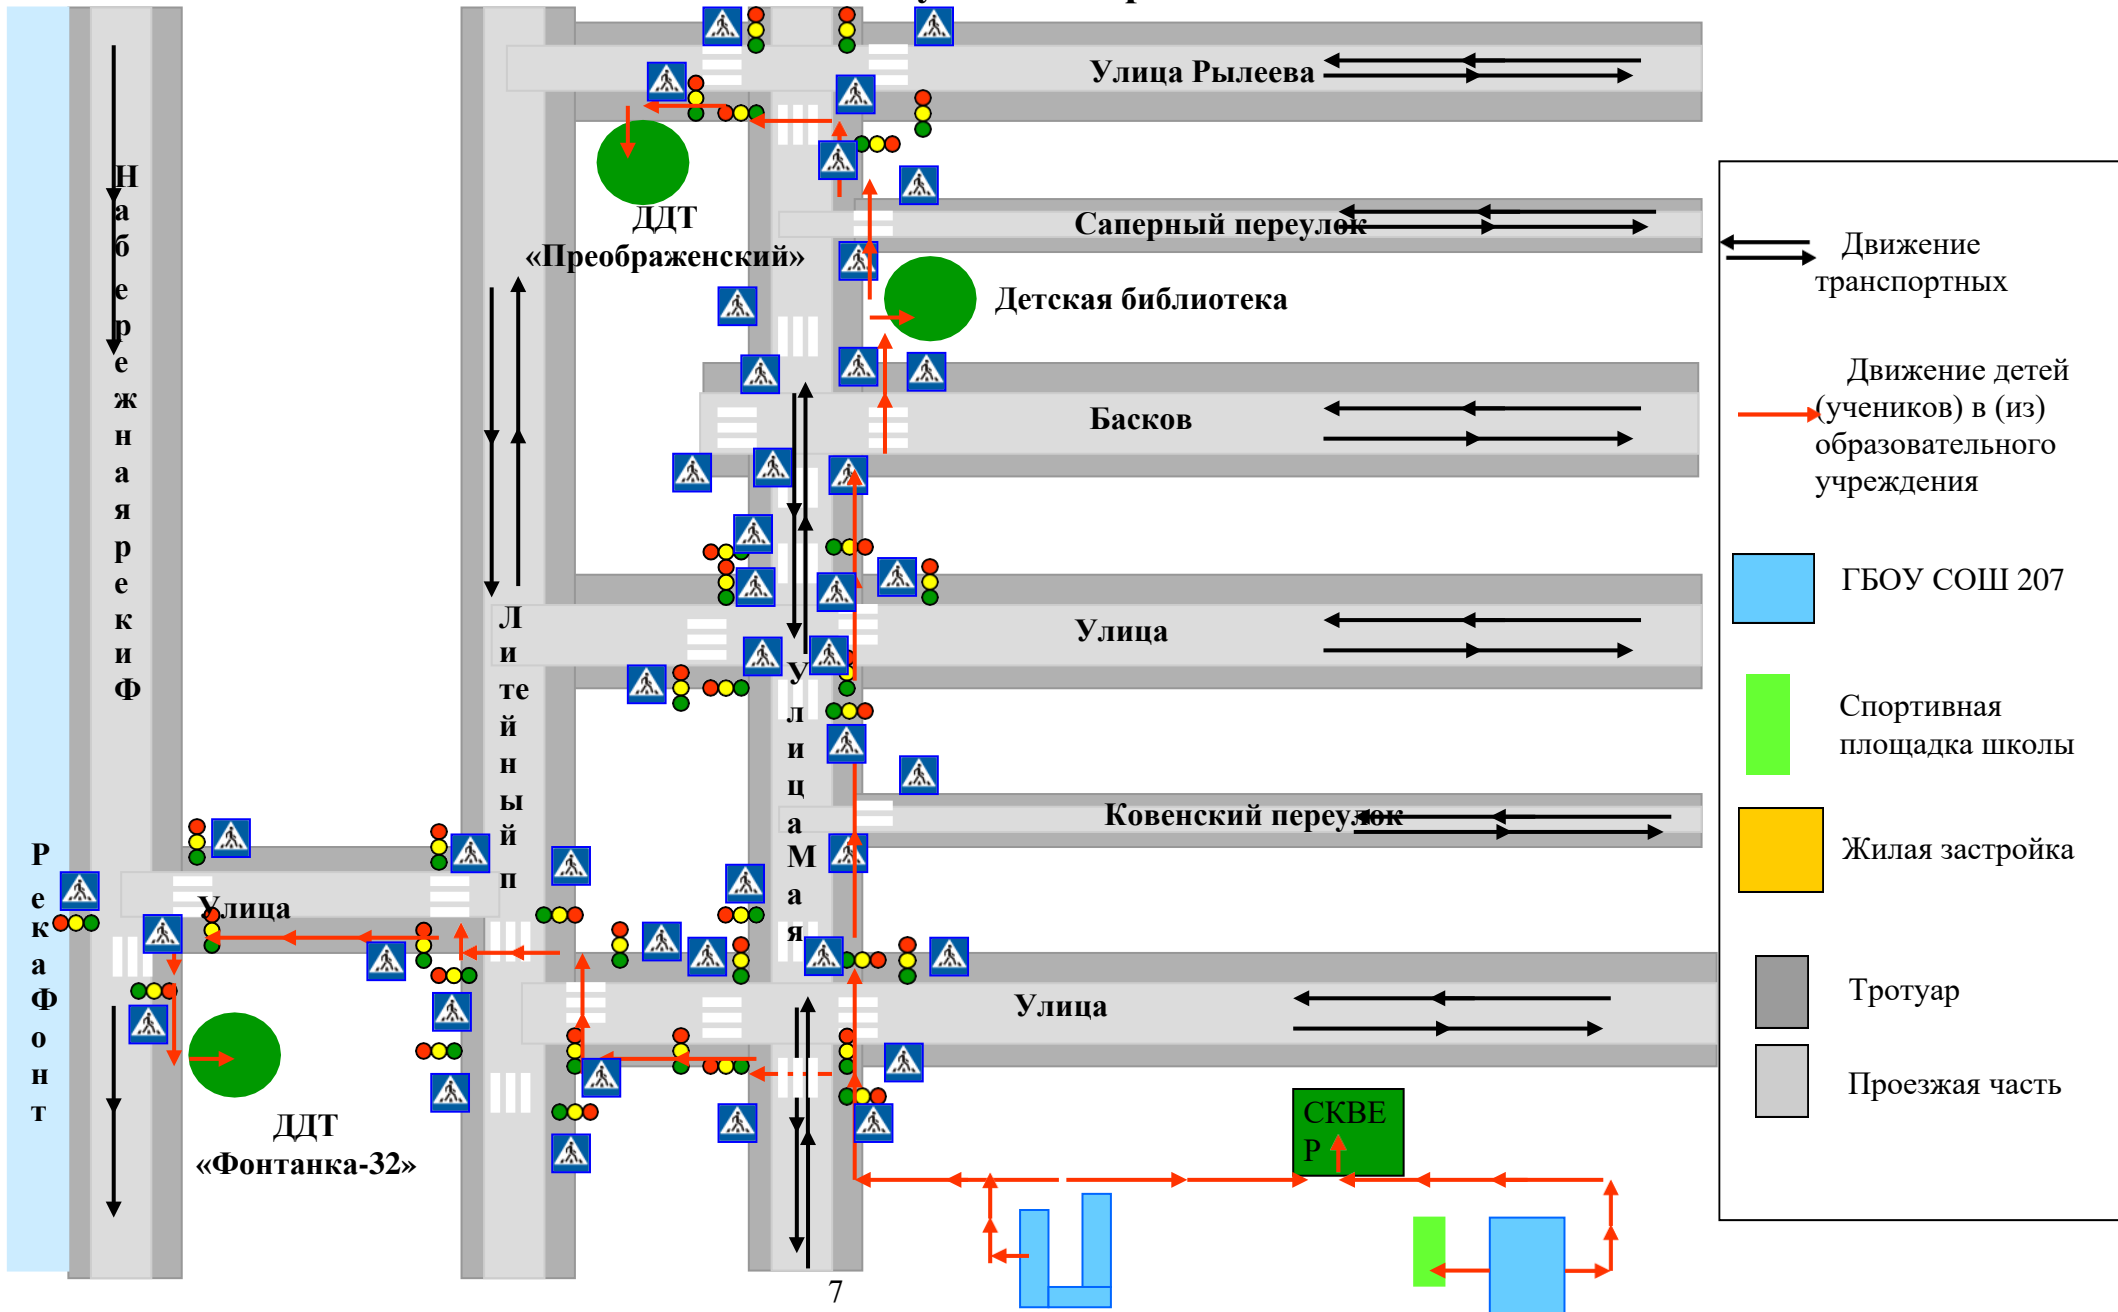 Улица Рылеева
Саперный переулок
ДДТ
«Преображенский»
Детская библиотека
Басков
Улица
Ковенский переулок
Улица
Улица
Набережная реки Ф
Литейный п
Улица Мая
Река Фонт
ДДТ
«Фонтанка-32»
СКВЕ
Р
7
Движение
транспортных
Движение детей
(учеников) в (из)
образовательного
учреждения
ГБОУ СОШ 207
Спортивная
площадка школы
Жилая застройка
Тротуар
Проезжая часть